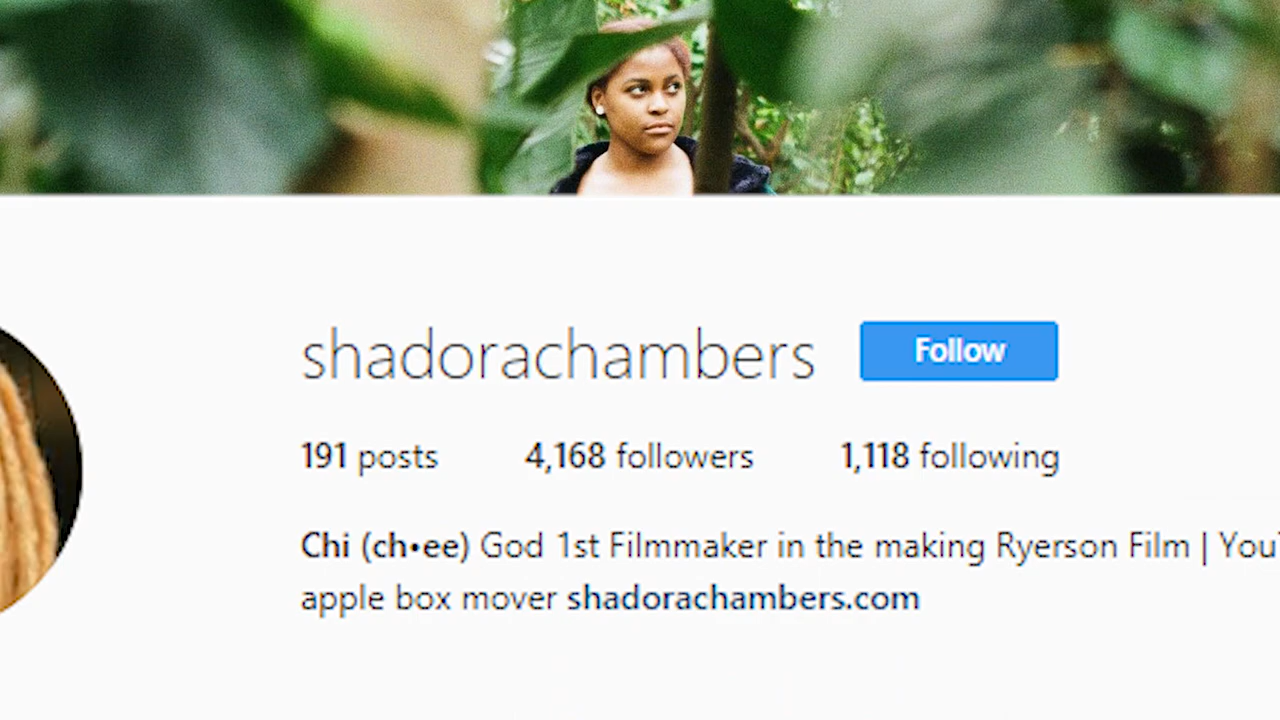 shadorachambers Follow
191 posts 4,168 followers 1,118 following
Chi (ch•ee) God 1st Filmmaker in the making Ryerson Film |
apple box mover shadorachambers.com